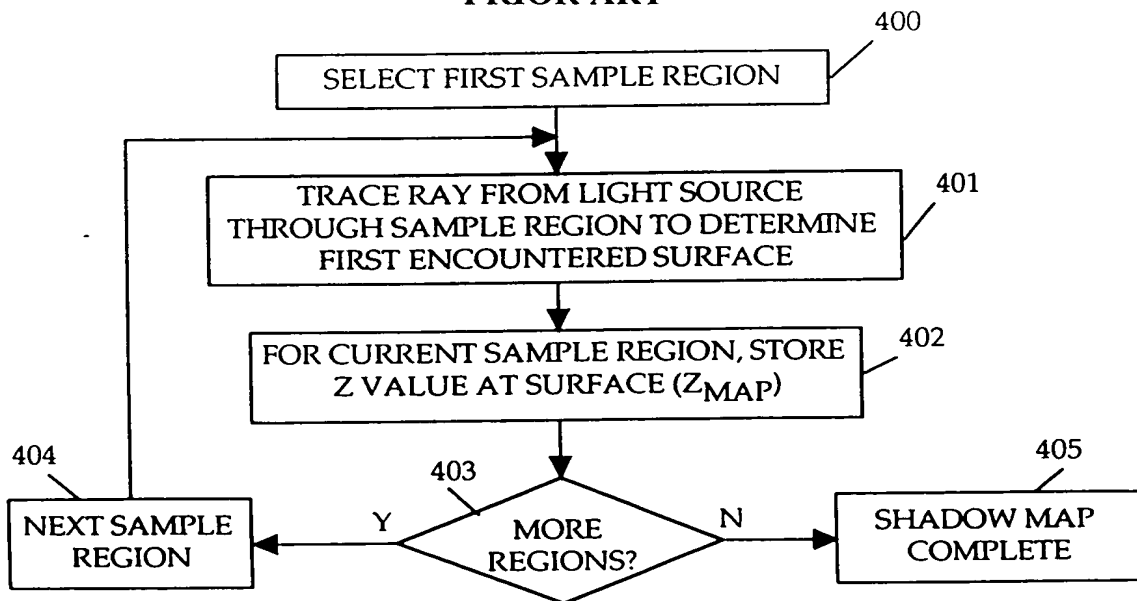 PRIOR ART
400
SELECT FIRST SAMPLE REGION
TRACE RAY FROM LIGHT SOURCE
THROUGH SAMPLE REGION TO DETERMINE
FIRST ENCOUNTERED SURFACE
401
FOR CURRENT SAMPLE REGION, STORE
Z VALUE AT SURFACE (ZMAP)
402
404
403
405
NEXT SAMPLE
REGION
Y
MORE
REGIONS?
N
SHADOW MAP
COMPLETE